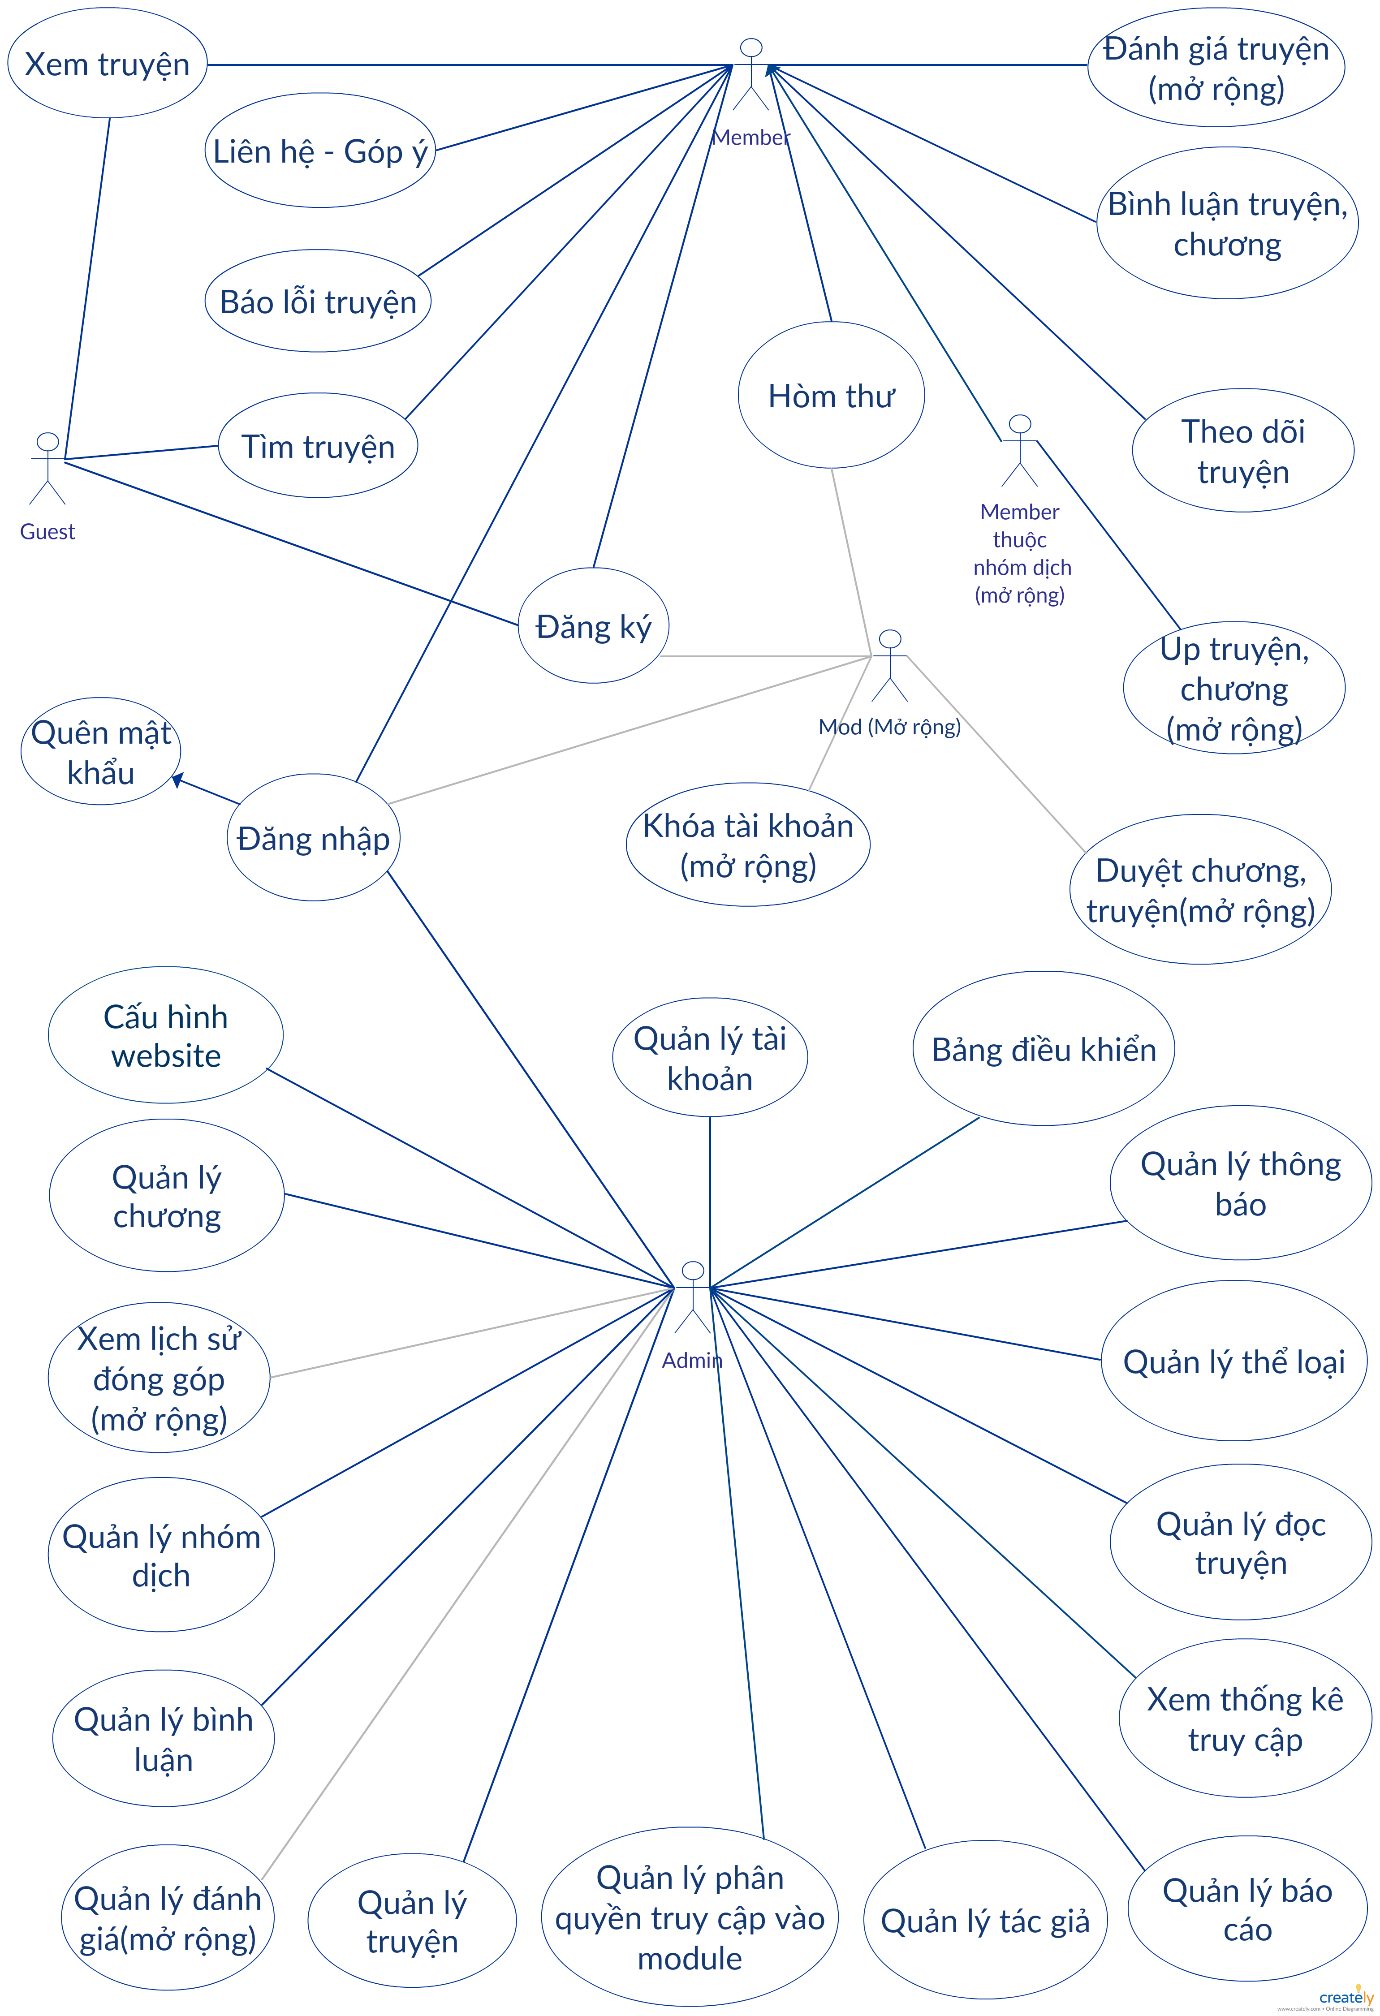 Xem truyện
Đánh giá truyện
(mở rộng)
Member
Liên hệ - Góp ý
Bình luận truyện,
chương
Báo lỗi truyện
Hòm thư
Tìm truyện
Theo dõi
truyện
Guest
Member
thuộc
nhóm dịch
(mở rộng)
Đăng ký
Up truyện,
chương
(mở rộng)
Mod (Mở rộng)
Quên mật
khẩu
Đăng nhập
Khóa tài khoản
(mở rộng)
Duyệt chương,
truyện(mở rộng)
Cấu hình
website
Quản lý tài
khoản
Bảng điều khiển
Quản lý
chương
Quản lý thông
báo
Xem lịch sử
đóng góp
(mở rộng)
Admin
Quản lý thể loại
Quản lý nhóm
dịch
Quản lý đọc
truyện
Quản lý bình
luận
Xem thống kê
truy cập
Quản lý đánh
giá(mở rộng)
Quản lý
truyện
Quản lý phân
quyền truy cập vào
module
Quản lý tác giả
Quản lý báo
cáo
creately
www.creately.com • Online Diagramming